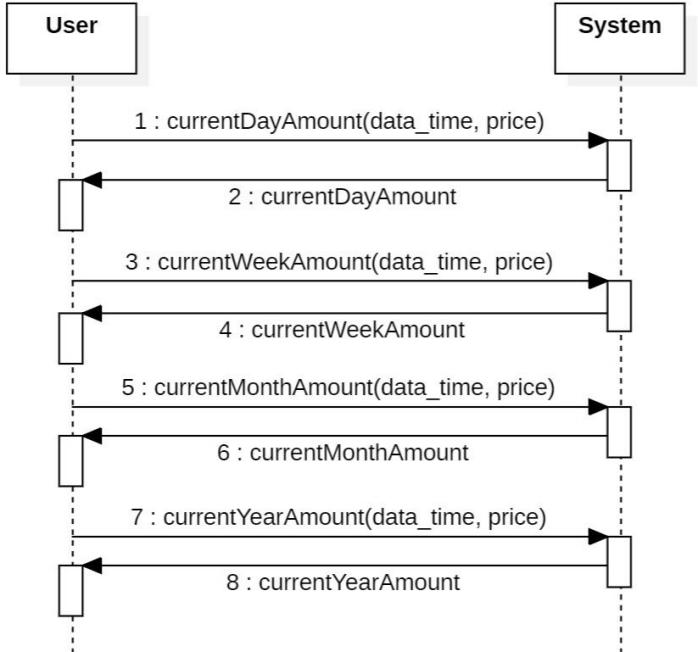 User
System
1 : currentDayAmount(data_time, price)
2 : currentDayAmount
3 : currentWeekAmount(data_time, price)
4 : currentWeekAmount
5 : currentMonthAmount(data_time, price)
6 : currentMonthAmount
7 : currentYearAmount(data_time, price)
8 : currentYearAmount